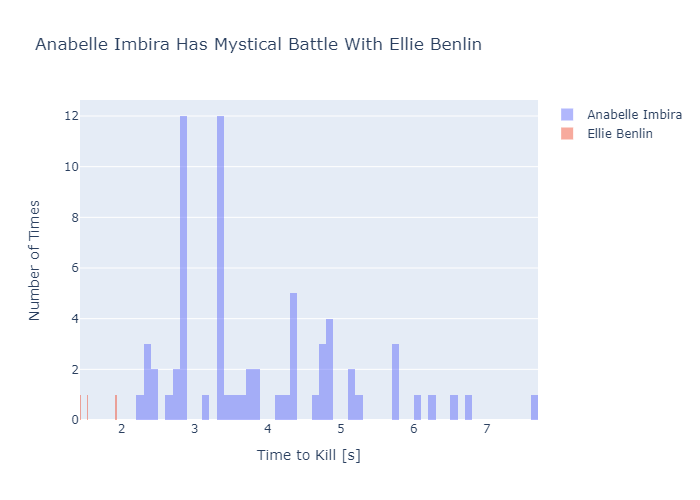 Anabelle Imbira Has Mystical Battle With Ellie Benlin
Anabelle Imbira
Ellie Benlin
Number of Times
12
10
8
6
4
2
0
2 3 4 5 6 7
Time to Kill [s]